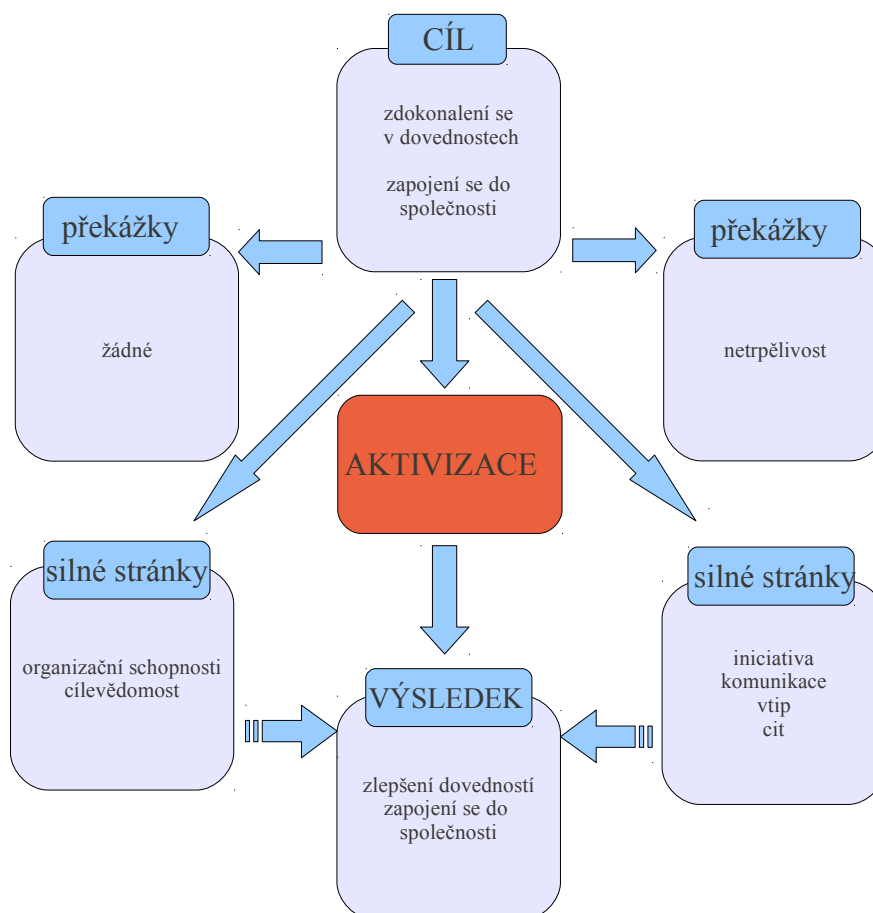 CÍL
zdokonalení se
v dovednostech
zapojení se do
společnosti
překážky
žádné
překážky
netrpělivost
AKTIVIZACE
silné stránky
organizační schopnosti
cílevědomost
silné stránky
iniciativa
komunikace
vtip
cit
VÝSLEDEK
zlepšení dovedností
zapojení se do
společnosti